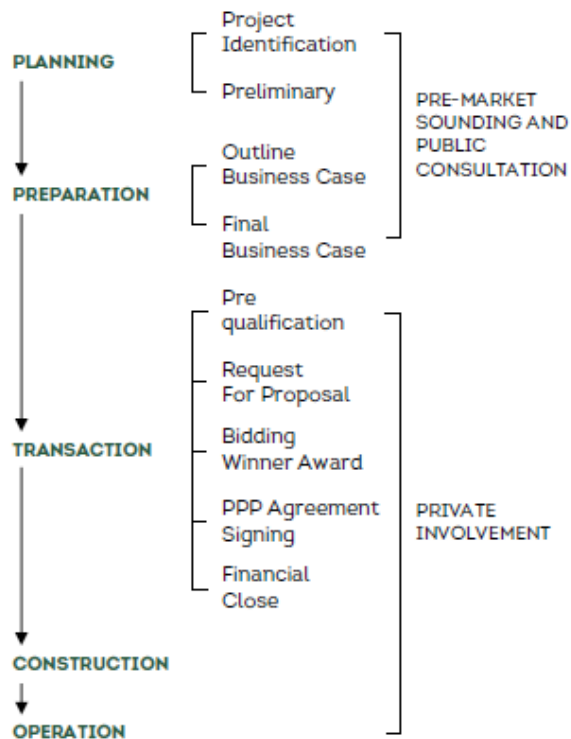 Project
Identification
PLANNING
Preliminary
PRE-MARKET
SOUNDING AND
PUBLIC
CONSULTATION
Outline
Business Case
PREPARATION
Final
Business Case
Pre
qualification
Request
For Proposal
Bidding
Winner Award
TRANSACTION
PPP Agreement
Signing
PRIVATE
INVOLVEMENT
Financial
Close
CONSTRUCTION
OPERATION